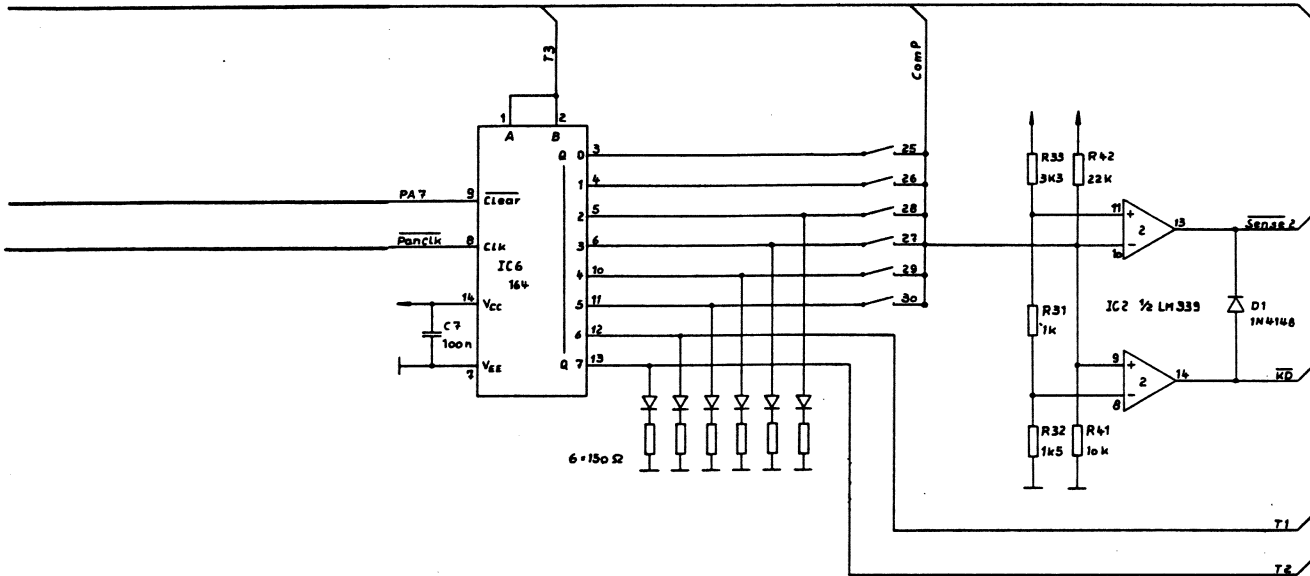 T3
ComP
1 2
A B
Q 0 3
1 4
2 5
3 6
4 10
5 11
6 12
Q 7 13
PA7 9 Clear
PanClk 8 Clk
IC6
164
14 Vcc
C7
100n
7 VEE
25
26
28
27
29
30
6=150Ω
R33
3K3
R42
22k
11 +
2
10 −
13
Sense 2
R31
1k
IC2 ½ LM339
D1
1N4148
9 +
2
8 −
14
KD
R32
1k5
R41
10k
T1
T2